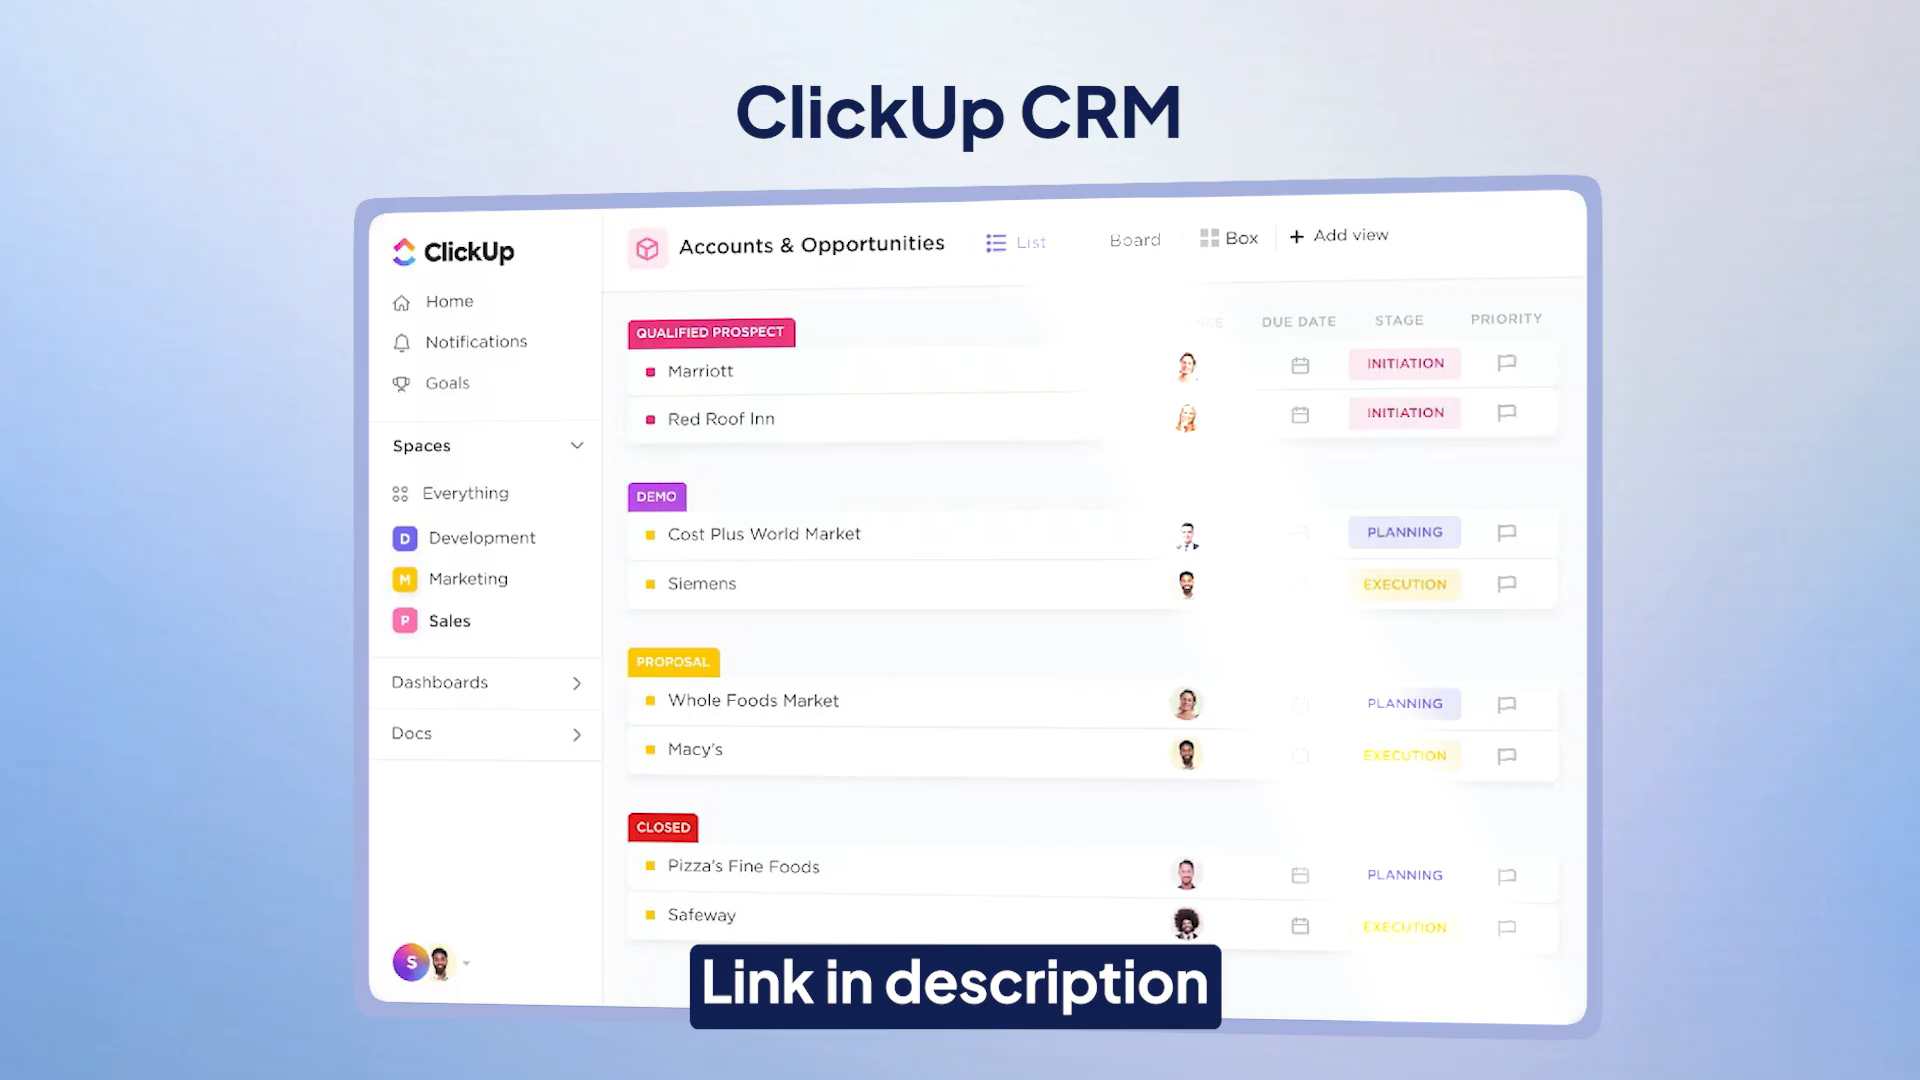 ClickUp CRM
ClickUp
Home
Notifications
Goals
Spaces
Everything
D Development
M Marketing
P Sales
Dashboards
Docs
S
Accounts & Opportunities
List
Board
Box
+ Add view
DUE DATE STAGE PRIORITY
QUALIFIED PROSPECT
Marriott INITIATION
Red Roof Inn INITIATION
DEMO
Cost Plus World Market PLANNING
Siemens EXECUTION
PROPOSAL
Whole Foods Market PLANNING
Macy's EXECUTION
CLOSED
Pizza's Fine Foods PLANNING
Safeway EXECUTION
Link in description